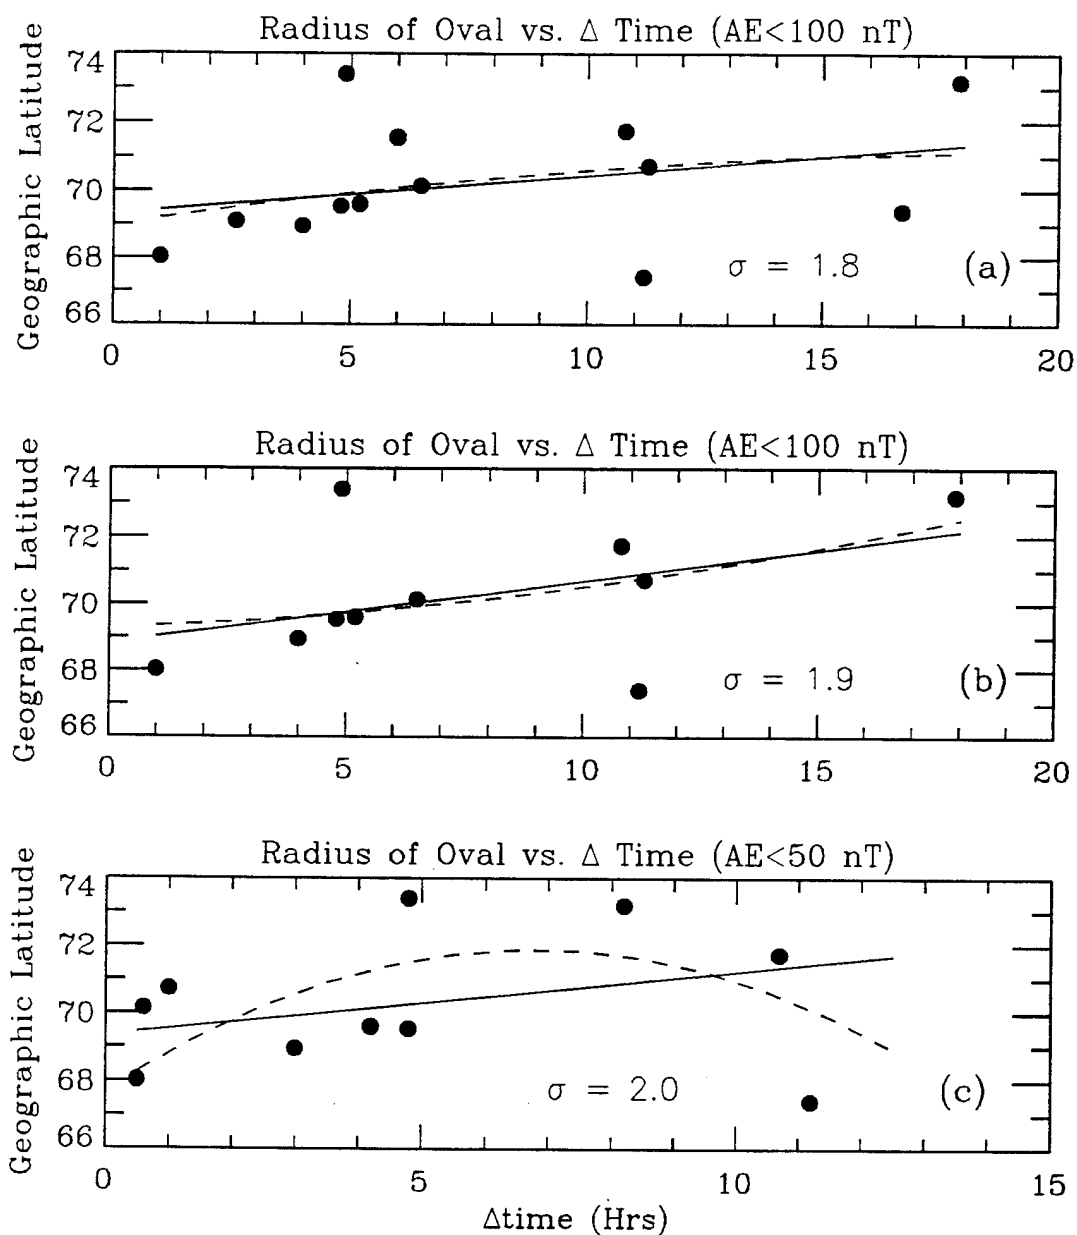 Radius of Oval vs. Δ Time (AE<100 nT)
Geographic Latitude
74
72
70
68
66
σ = 1.8
(a)
0 5 10 15 20
Radius of Oval vs. Δ Time (AE<100 nT)
Geographic Latitude
74
72
70
68
66
σ = 1.9
(b)
0 5 10 15 20
Radius of Oval vs. Δ Time (AE<50 nT)
Geographic Latitude
74
72
70
68
66
σ = 2.0
(c)
0 5 10 15
Δtime (Hrs)